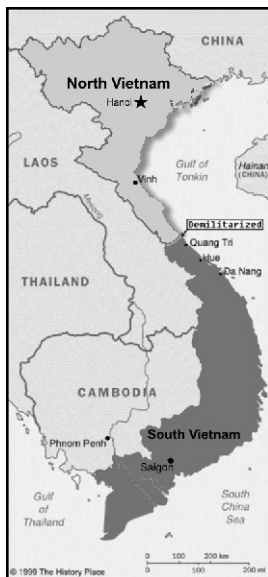 CHINA
North Vietnam
Hanoi
LAOS
Gulf of
Tonkin
Hainan
(CHINA)
Vinh
Mekong
Demilitarized
Quang Tri
Hue
Da Nang
THAILAND
CAMBODIA
Phnom Penh
South Vietnam
Saigon
Gulf
of
Thailand
South
China
Sea
0 100 200 km
0 100 200 mi
© 1999 The History Place